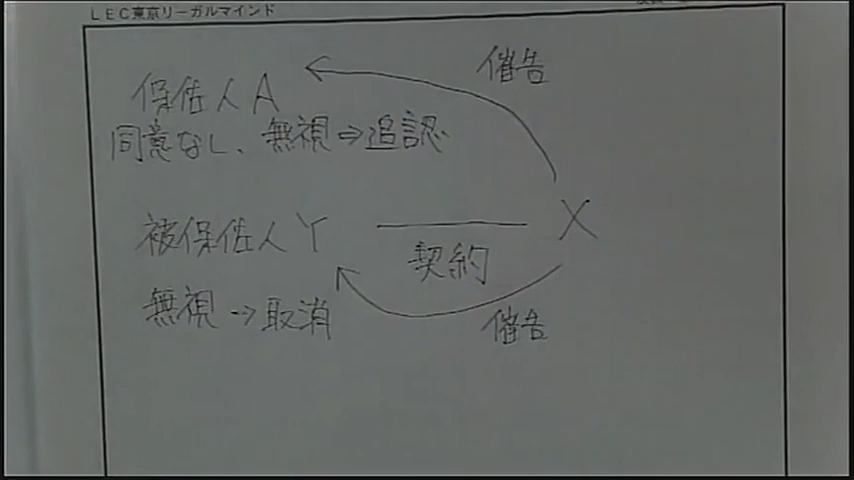 LEC東京リーガルマインド
催告
保佐人A
同意なし、無視⇒追認
被保佐人Y
X
契約
無視→取消
催告